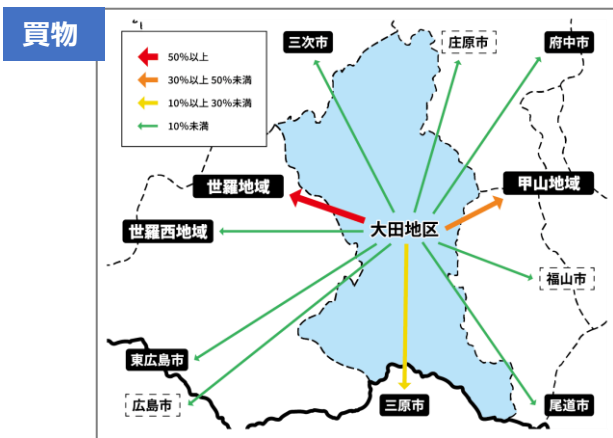 買物
三次市
庄原市
府中市
50%以上
30%以上 50%未満
10%以上 30%未満
10%未満
世羅地域
甲山地域
世羅西地域
大田地区
福山市
東広島市
広島市
三原市
尾道市